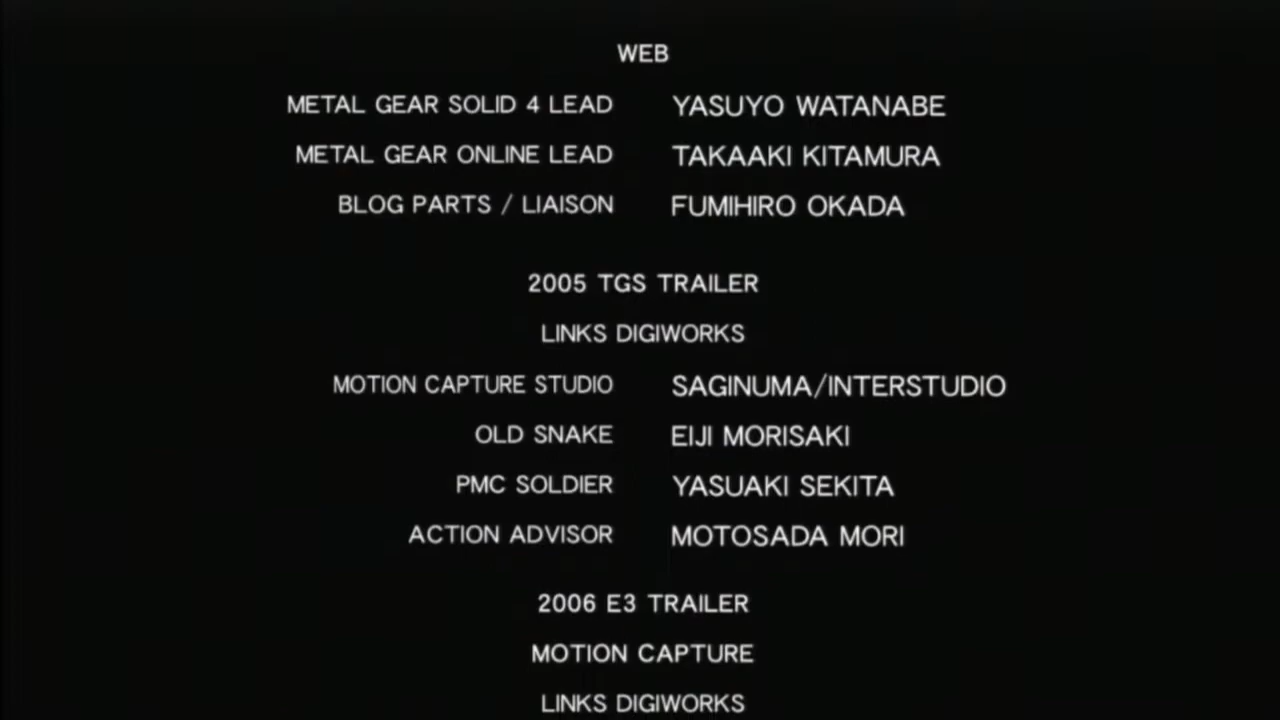 WEB
METAL GEAR SOLID 4 LEAD YASUYO WATANABE
METAL GEAR ONLINE LEAD TAKAAKI KITAMURA
BLOG PARTS / LIAISON FUMIHIRO OKADA
2005 TGS TRAILER
LINKS DIGIWORKS
MOTION CAPTURE STUDIO SAGINUMA/INTERSTUDIO
OLD SNAKE EIJI MORISAKI
PMC SOLDIER YASUAKI SEKITA
ACTION ADVISOR MOTOSADA MORI
2006 E3 TRAILER
MOTION CAPTURE
LINKS DIGIWORKS